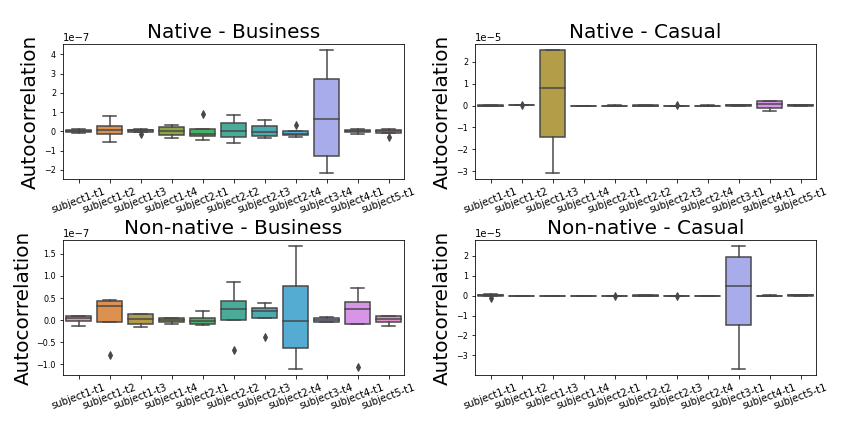 Native - Business
1e−7
Autocorrelation
4
3
2
1
0
−1
−2
subject1-t1 subject1-t2 subject1-t3 subject1-t4 subject2-t1 subject2-t2 subject2-t3 subject2-t4 subject3-t4 subject4-t1 subject5-t1
Native - Casual
1e−5
Autocorrelation
2
1
0
−1
−2
−3
subject1-t1 subject1-t2 subject1-t3 subject1-t4 subject2-t1 subject2-t2 subject2-t3 subject2-t4 subject3-t1 subject4-t1 subject5-t1
Non-native - Business
1e−7
Autocorrelation
1.5
1.0
0.5
0.0
−0.5
−1.0
subject1-t1 subject1-t2 subject1-t3 subject1-t4 subject2-t1 subject2-t2 subject2-t3 subject2-t4 subject3-t4 subject4-t1 subject5-t1
Non-native - Casual
1e−5
Autocorrelation
2
1
0
−1
−2
−3
subject1-t1 subject1-t2 subject1-t3 subject1-t4 subject2-t1 subject2-t2 subject2-t3 subject2-t4 subject3-t1 subject4-t1 subject5-t1